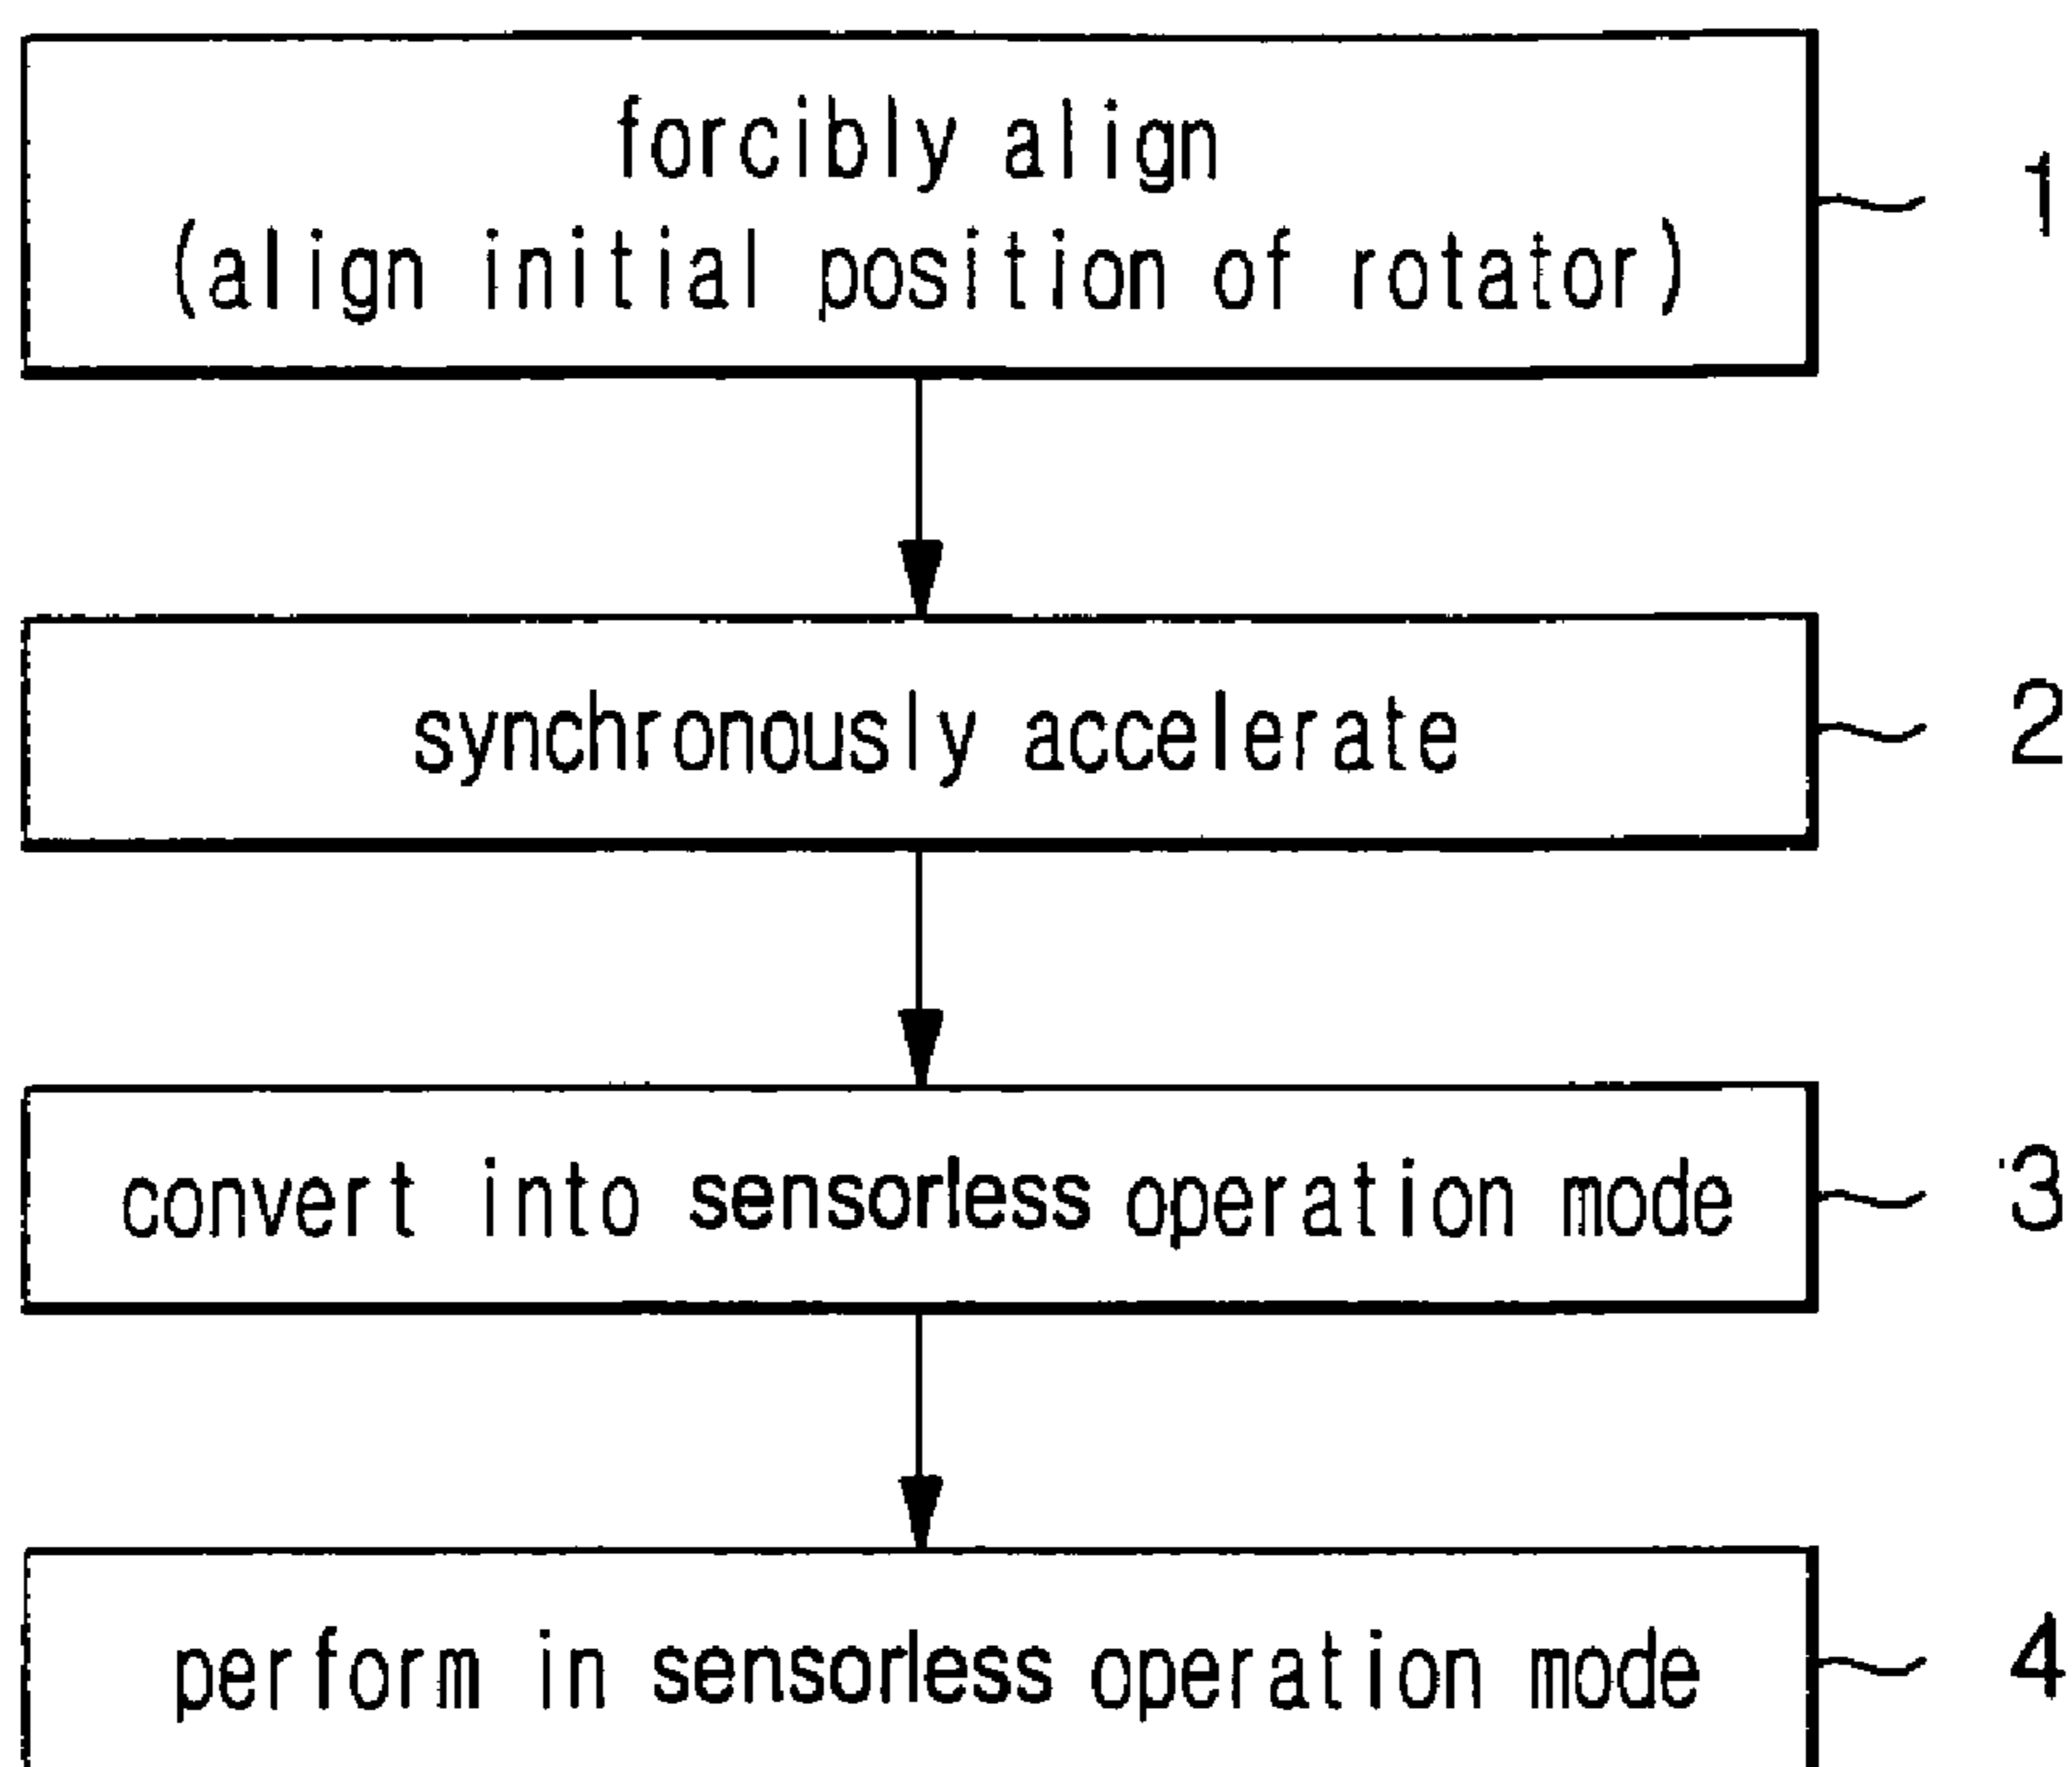 forcibly align
(align initial position of rotator)
1
synchronously accelerate
2
convert into sensorless operation mode
3
perform in sensorless operation mode
4